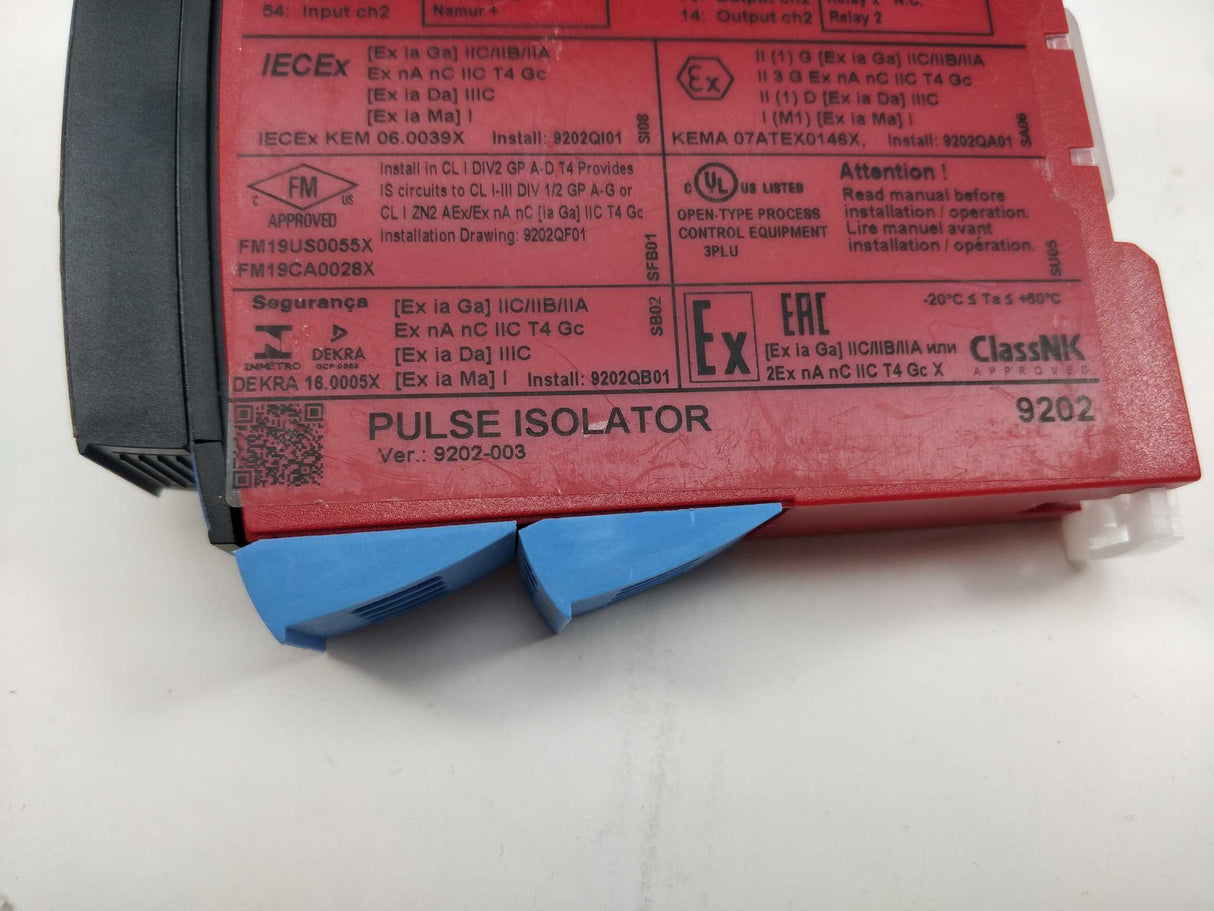 54: Input ch2
Namur +
Output ch2
14: Output ch2
Relay 2 N.C.
Relay 2
IECEx
[Ex ia Ga] IIC/IIB/IIA
Ex nA nC IIC T4 Gc
[Ex ia Da] IIIC
[Ex ia Ma] I
IECEx KEM 06.0039X Install: 9202QI01
SI08
Ex
II (1) G [Ex ia Ga] IIC/IIB/IIA
II 3 G Ex nA nC IIC T4 Gc
II (1) D [Ex ia Da] IIIC
I (M1) [Ex ia Ma] I
KEMA 07ATEX0146X, Install: 9202QA01
SA06
FM
C US
APPROVED
FM19US0055X
FM19CA0028X
Install in CL I DIV2 GP A-D T4 Provides
IS circuits to CL I-III DIV 1/2 GP A-G or
CL I ZN2 AEx/Ex nA nC [ia Ga] IIC T4 Gc
Installation Drawing: 9202QF01
SFB01
C UL US LISTED
OPEN-TYPE PROCESS
CONTROL EQUIPMENT
3PLU
Attention !
Read manual before
installation / operation.
Lire manuel avant
installation / opération.
SU05
Segurança
INMETRO
DEKRA
OCP 0080
DEKRA 16.0005X
[Ex ia Ga] IIC/IIB/IIA
Ex nA nC IIC T4 Gc
[Ex ia Da] IIIC
[Ex ia Ma] I Install: 9202QB01
SB02
Ex
EAC
-20°C ≤ Ta ≤ +60°C
[Ex ia Ga] IIC/IIB/IIA или
2Ex nA nC IIC T4 Gc X
ClassNK
APPROVED
PULSE ISOLATOR
9202
Ver.: 9202-003